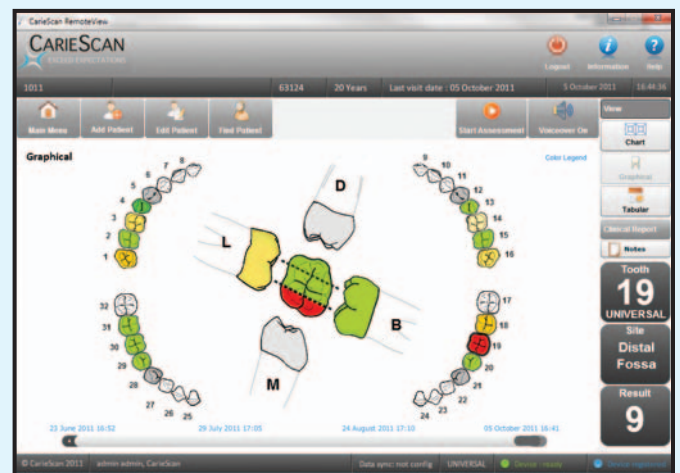 CarieScan RemoteView
CARIESCAN
EXCEED EXPECTATIONS
Logout Information Help
1011 63124 20 Years Last visit date : 05 October 2011 5 October 2011 16:44:36
Main Menu Add Patient Edit Patient Find Patient Start Assessment Voiceover On
View
Chart
Graphical
Tabular
Clinical Report
Notes
Graphical
Color Legend
8 9
7 10
6 11
5 12
4 13
3 14
2 15
1 16
D
L
B
M
32 17
31 18
30 19
29 20
28 21
27 22
26 23
25 24
Tooth
19
UNIVERSAL
Site
Distal
Fossa
Result
9
23 June 2011 16:52 29 July 2011 17:05 24 August 2011 17:10 05 October 2011 16:41
© CarieScan 2011 admin admin, CarieScan Data sync: not config UNIVERSAL Device ready Device registered